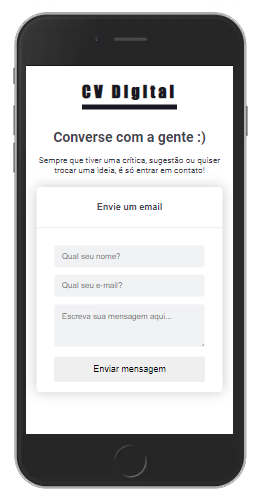 CV Digital
Converse com a gente :)
Sempre que tiver uma crítica, sugestão ou quiser
trocar uma ideia, é só entrar em contato!
Envie um email
Qual seu nome?
Qual seu e-mail?
Escreva sua mensagem aqui...
Enviar mensagem